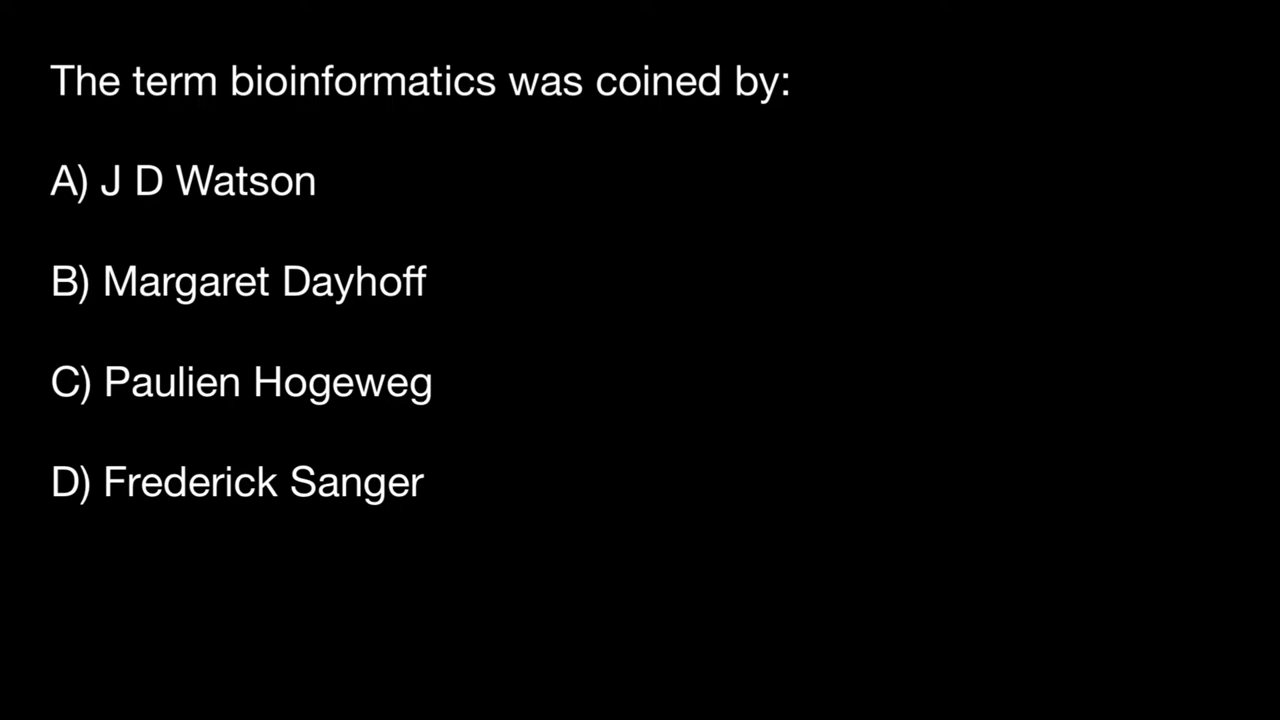 The term bioinformatics was coined by:
A) J D Watson
B) Margaret Dayhoff
C) Paulien Hogeweg
D) Frederick Sanger